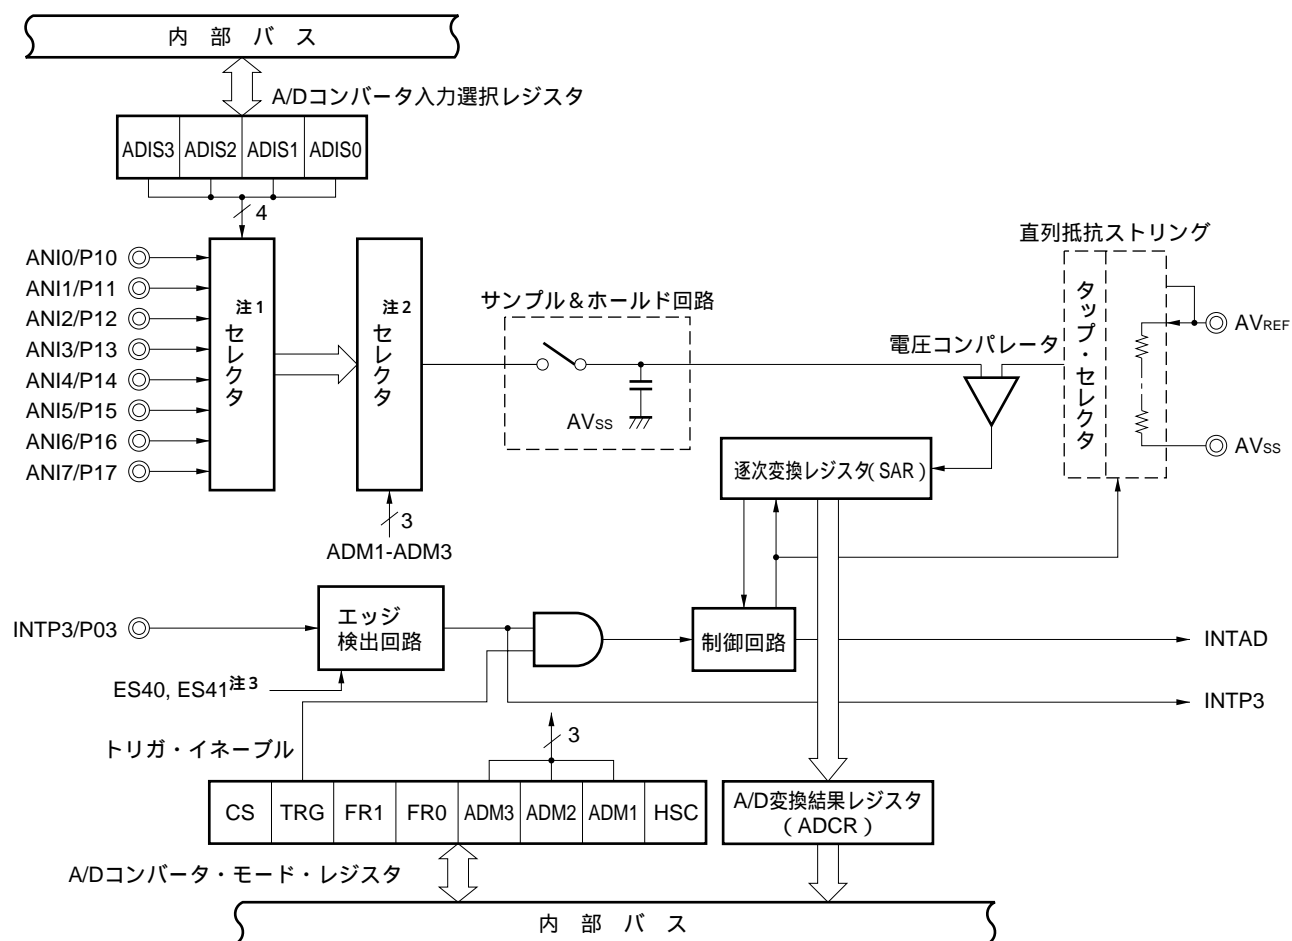 内 部 バ ス
A/Dコンバータ入力選択レジスタ
ADIS3 ADIS2 ADIS1 ADIS0
4
ANI0/P10
ANI1/P11
ANI2/P12
ANI3/P13
ANI4/P14
ANI5/P15
ANI6/P16
ANI7/P17
注1
セレクタ
注2
セレクタ
3
ADM1-ADM3
サンプル&ホールド回路
AVSS
電圧コンパレータ
直列抵抗ストリング
タップ・セレクタ
AVREF
AVSS
逐次変換レジスタ(SAR)
INTP3/P03
エッジ
検出回路
ES40, ES41注3
制御回路
INTAD
INTP3
トリガ・イネーブル
3
CS TRG FR1 FR0 ADM3 ADM2 ADM1 HSC
A/Dコンバータ・モード・レジスタ
A/D変換結果レジスタ
(ADCR)
内 部 バ ス